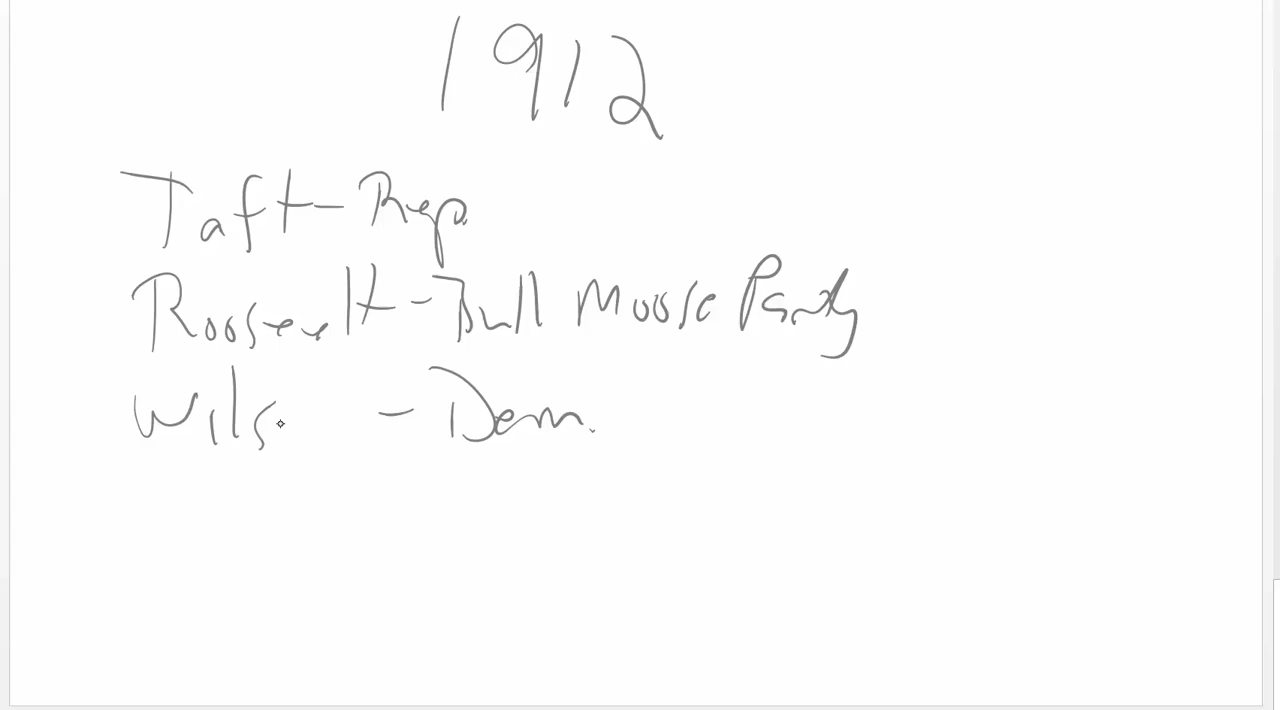 1912
Taft - Rep.
Roosevelt - Bull Moose Party
Wils - Dem.